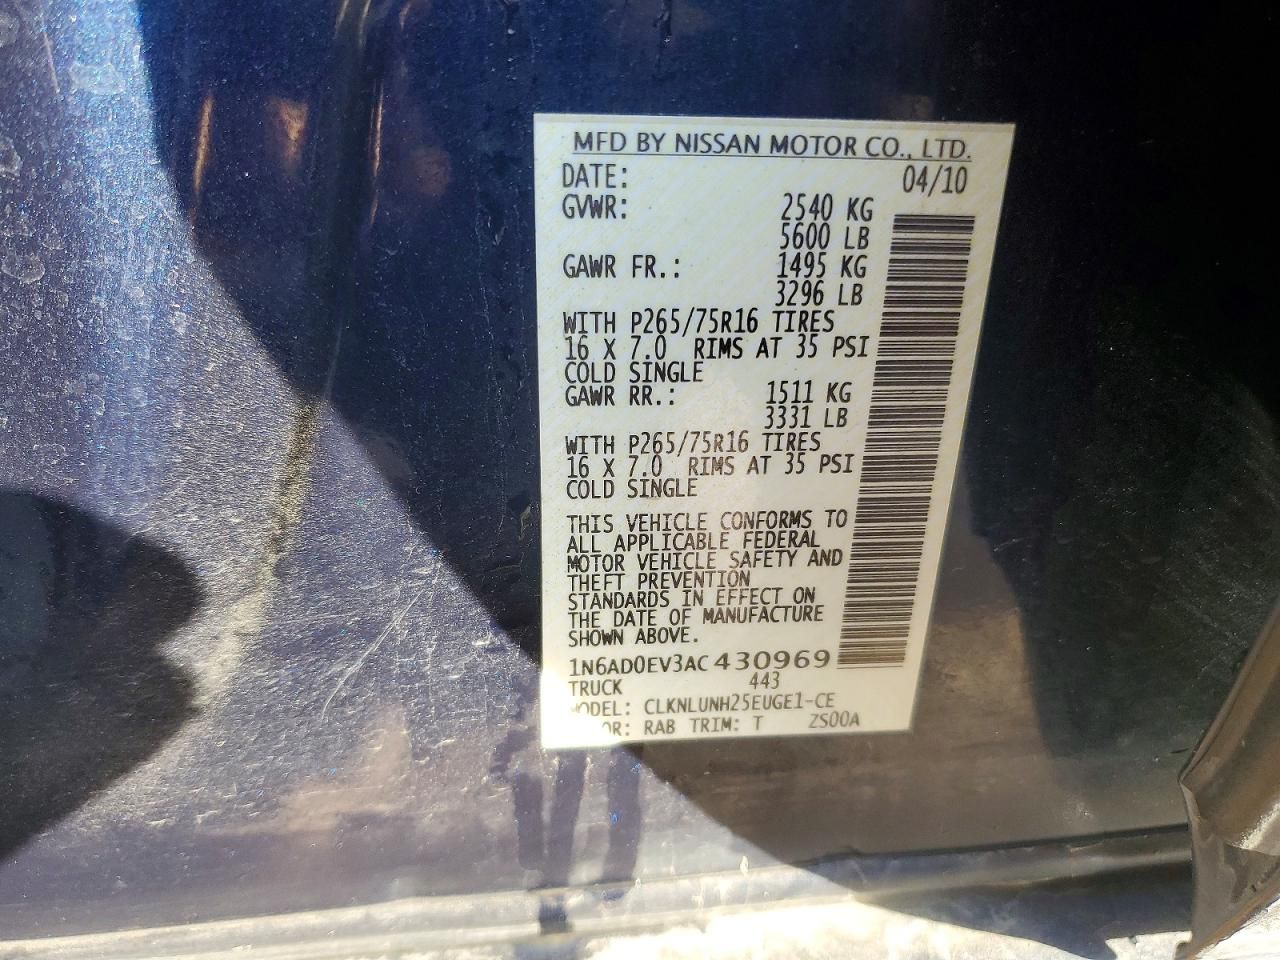 MFD BY NISSAN MOTOR CO., LTD.
DATE: 04/10
GVWR: 2540 KG
5600 LB
GAWR FR.: 1495 KG
3296 LB
WITH P265/75R16 TIRES
16 X 7.0 RIMS AT 35 PSI
COLD SINGLE
GAWR RR.: 1511 KG
3331 LB
WITH P265/75R16 TIRES
16 X 7.0 RIMS AT 35 PSI
COLD SINGLE
THIS VEHICLE CONFORMS TO
ALL APPLICABLE FEDERAL
MOTOR VEHICLE SAFETY AND
THEFT PREVENTION
STANDARDS IN EFFECT ON
THE DATE OF MANUFACTURE
SHOWN ABOVE.
1N6AD0EV3AC430969
TRUCK 443
ODEL: CLKNLUNH25EUGE1-CE
OR: RAB TRIM: T ZS00A